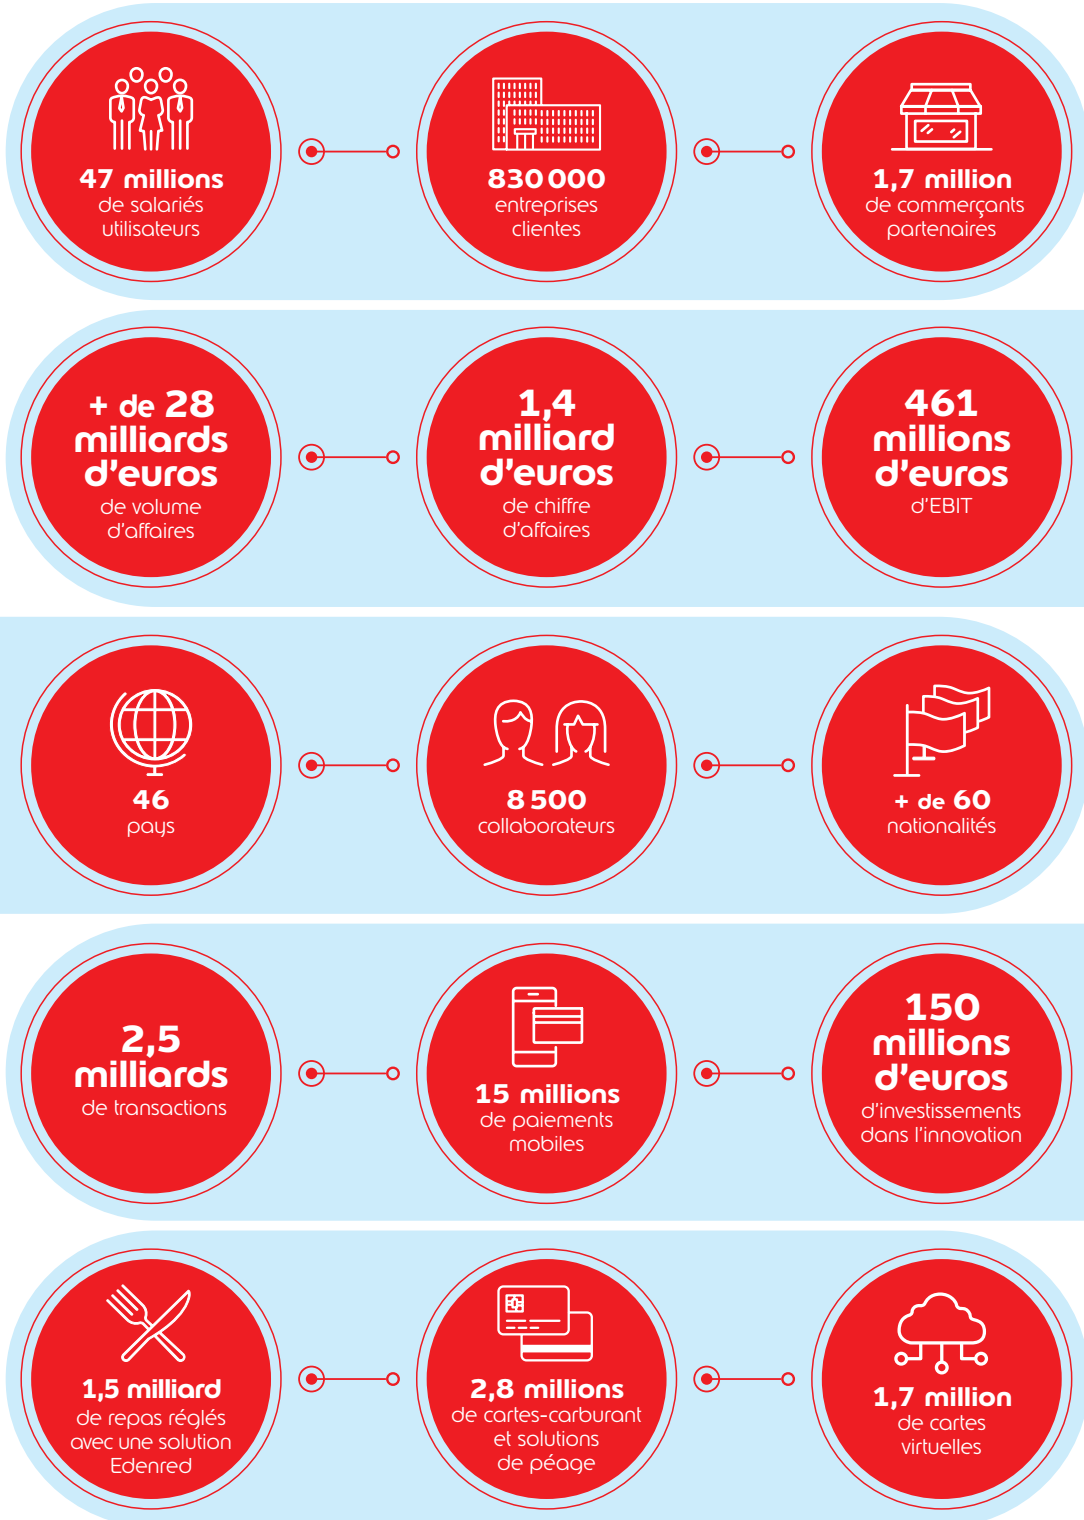 47 millions
de salariés
utilisateurs
830 000
entreprises
clientes
1,7 million
de commerçants
partenaires
+ de 28
milliards
d'euros
de volume
d'affaires
1,4
milliard
d'euros
de chiffre
d'affaires
461
millions
d'euros
d'EBIT
46
pays
8 500
collaborateurs
+ de 60
nationalités
2,5
milliards
de transactions
15 millions
de paiements
mobiles
150
millions
d'euros
d'investissements
dans l'innovation
1,5 milliard
de repas réglés
avec une solution
Edenred
2,8 millions
de cartes-carburant
et solutions
de péage
1,7 million
de cartes
virtuelles